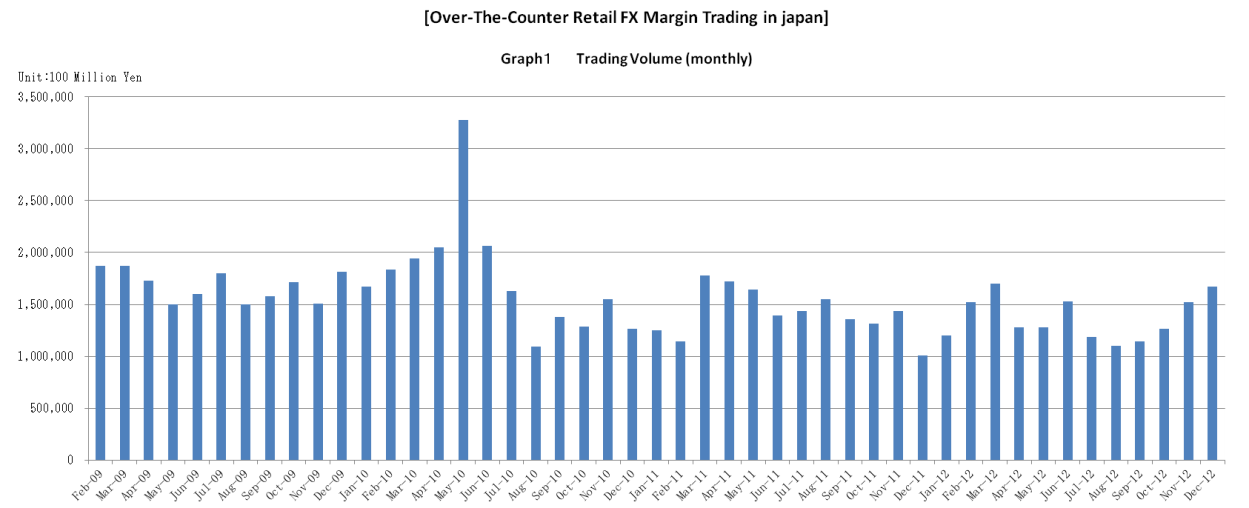 [Over-The-Counter Retail FX Margin Trading in japan]
Graph1 Trading Volume (monthly)
Unit:100 Million Yen
3,500,000
3,000,000
2,500,000
2,000,000
1,500,000
1,000,000
500,000
0
Feb-09 Mar-09 Apr-09 May-09 Jun-09 Jul-09 Aug-09 Sep-09 Oct-09 Nov-09 Dec-09 Jan-10 Feb-10 Mar-10 Apr-10 May-10 Jun-10 Jul-10 Aug-10 Sep-10 Oct-10 Nov-10 Dec-10 Jan-11 Feb-11 Mar-11 Apr-11 May-11 Jun-11 Jul-11 Aug-11 Sep-11 Oct-11 Nov-11 Dec-11 Jan-12 Feb-12 Mar-12 Apr-12 May-12 Jun-12 Jul-12 Aug-12 Sep-12 Oct-12 Nov-12 Dec-12